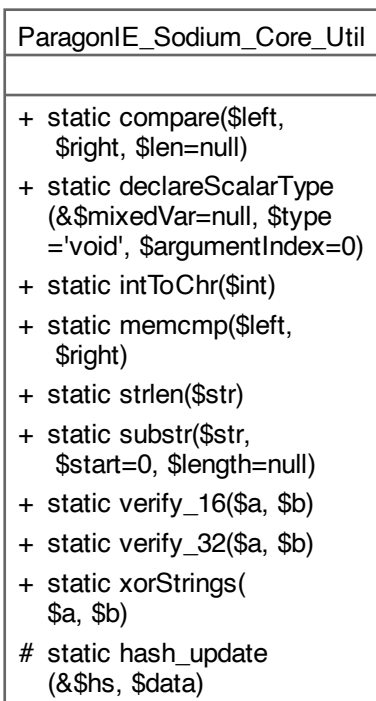 ParagonIE_Sodium_Core_Util
+ static compare($left,
$right, $len=null)
+ static declareScalarType
(&$mixedVar=null, $type
='void', $argumentIndex=0)
+ static intToChr($int)
+ static memcmp($left,
$right)
+ static strlen($str)
+ static substr($str,
$start=0, $length=null)
+ static verify_16($a, $b)
+ static verify_32($a, $b)
+ static xorStrings(
$a, $b)
# static hash_update
(&$hs, $data)